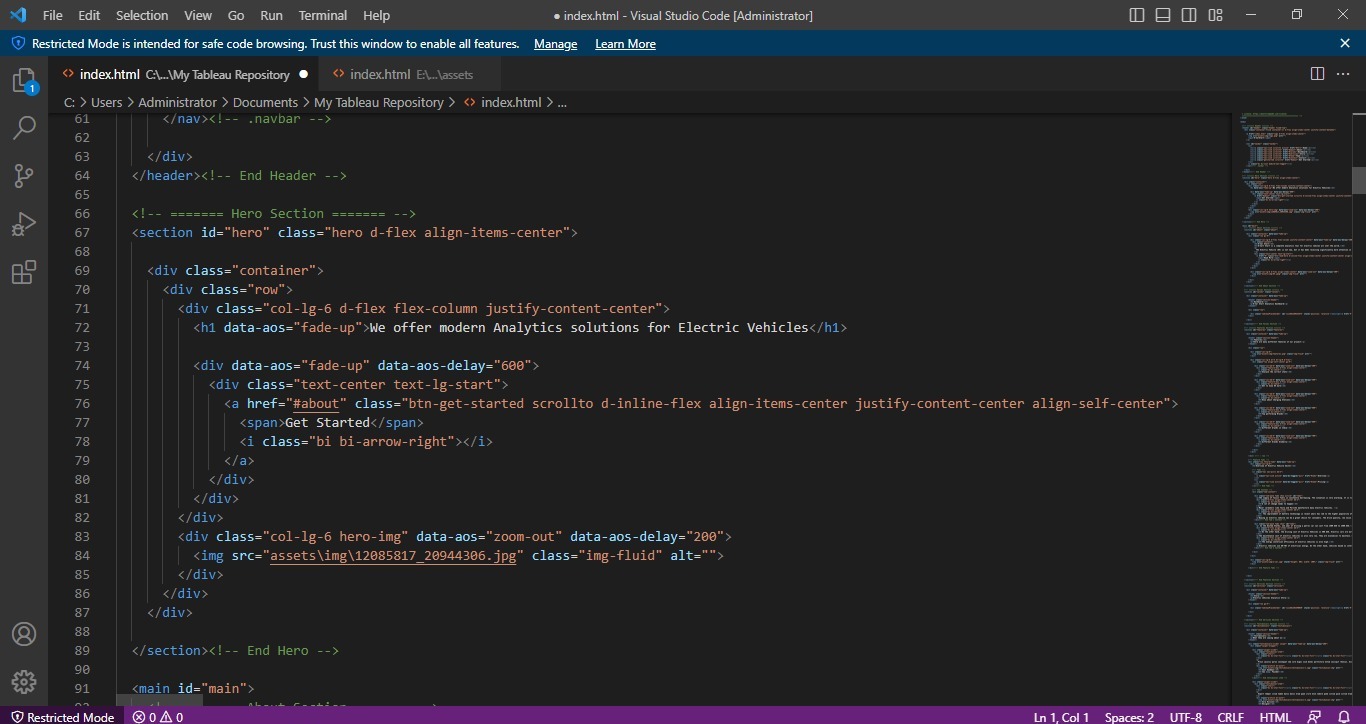 File Edit Selection View Go Run Terminal Help ● index.html - Visual Studio Code [Administrator]
Restricted Mode is intended for safe code browsing. Trust this window to enable all features. Manage Learn More
index.html C:\...\My Tableau Repository ● index.html E:\...\assets
1
C: > Users > Administrator > Documents > My Tableau Repository > index.html > ...
61 </nav><!-- .navbar -->
62
63 </div>
64 </header><!-- End Header -->
65
66 <!-- ======= Hero Section ======= -->
67 <section id="hero" class="hero d-flex align-items-center">
68
69 <div class="container">
70 <div class="row">
71 <div class="col-lg-6 d-flex flex-column justify-content-center">
72 <h1 data-aos="fade-up">We offer modern Analytics solutions for Electric Vehicles</h1>
73
74 <div data-aos="fade-up" data-aos-delay="600">
75 <div class="text-center text-lg-start">
76 <a href="#about" class="btn-get-started scrollto d-inline-flex align-items-center justify-content-center align-self-center">
77 <span>Get Started</span>
78 <i class="bi bi-arrow-right"></i>
79 </a>
80 </div>
81 </div>
82 </div>
83 <div class="col-lg-6 hero-img" data-aos="zoom-out" data-aos-delay="200">
84 <img src="assets\img\12085817_20944306.jpg" class="img-fluid" alt="">
85 </div>
86 </div>
87 </div>
88
89 </section><!-- End Hero -->
90
91 <main id="main">
92 About Section
Restricted Mode 0 0 Ln 1, Col 1 Spaces: 2 UTF-8 CRLF HTML